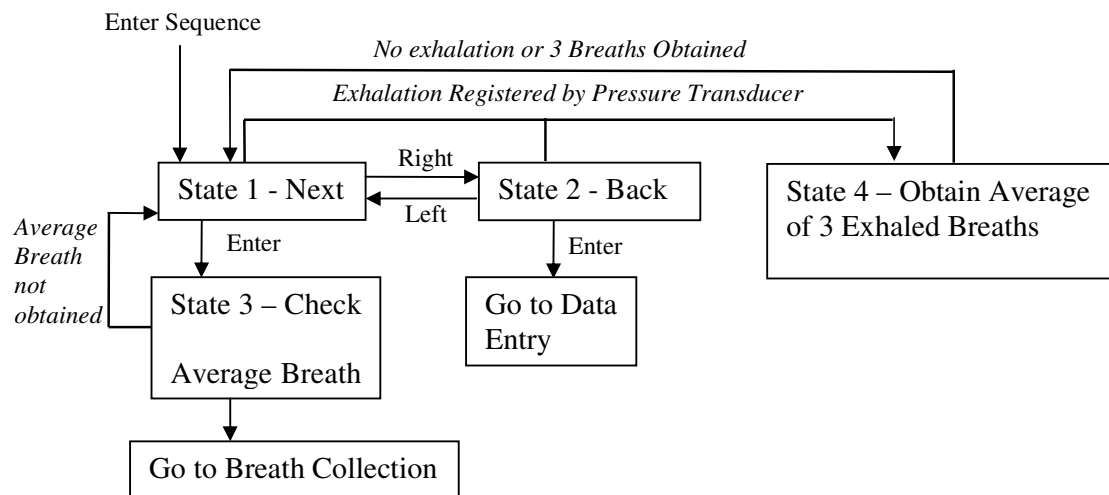 Enter Sequence
No exhalation or 3 Breaths Obtained
Exhalation Registered by Pressure Transducer
State 1 - Next
Right
Left
State 2 - Back
State 4 – Obtain Average
of 3 Exhaled Breaths
Average
Breath
not
obtained
Enter
Enter
State 3 – Check
Average Breath
Go to Data
Entry
Go to Breath Collection